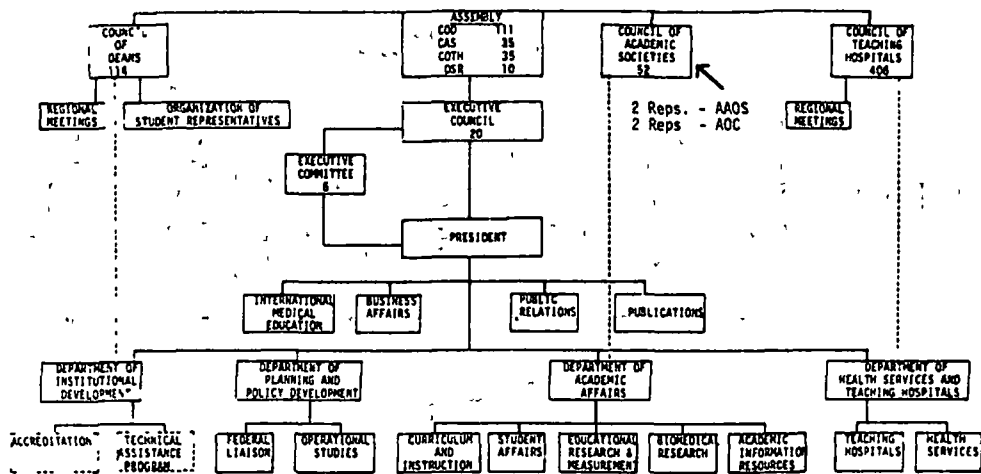 COUNCIL
OF
DEANS
114
ASSEMBLY
COD 111
CAS 35
COTH 35
OSR 10
COUNCIL OF
ACADEMIC
SOCIETIES
52
COUNCIL OF
TEACHING
HOSPITALS
406
REGIONAL
MEETINGS
ORGANIZATION OF
STUDENT REPRESENTATIVES
EXECUTIVE
COUNCIL
20
2 Reps. - AAOS
2 Reps - AOC
REGIONAL
MEETINGS
EXECUTIVE
COMMITTEE
6
PRESIDENT
INTERNATIONAL
MEDICAL
EDUCATION
BUSINESS
AFFAIRS
PUBLIC
RELATIONS
PUBLICATIONS
DEPARTMENT OF
INSTITUTIONAL
DEVELOPMENT
DEPARTMENT OF
PLANNING AND
POLICY DEVELOPMENT
DEPARTMENT OF
ACADEMIC
AFFAIRS
DEPARTMENT OF
HEALTH SERVICES AND
TEACHING HOSPITALS
ACCREDITATION
TECHNICAL
ASSISTANCE
PROGRAM
FEDERAL
LIAISON
OPERATIONAL
STUDIES
CURRICULUM
AND
INSTRUCTION
STUDENT
AFFAIRS
EDUCATIONAL
RESEARCH &
MEASUREMENT
BIOMEDICAL
RESEARCH
ACADEMIC
INFORMATION
RESOURCES
TEACHING
HOSPITALS
HEALTH
SERVICES